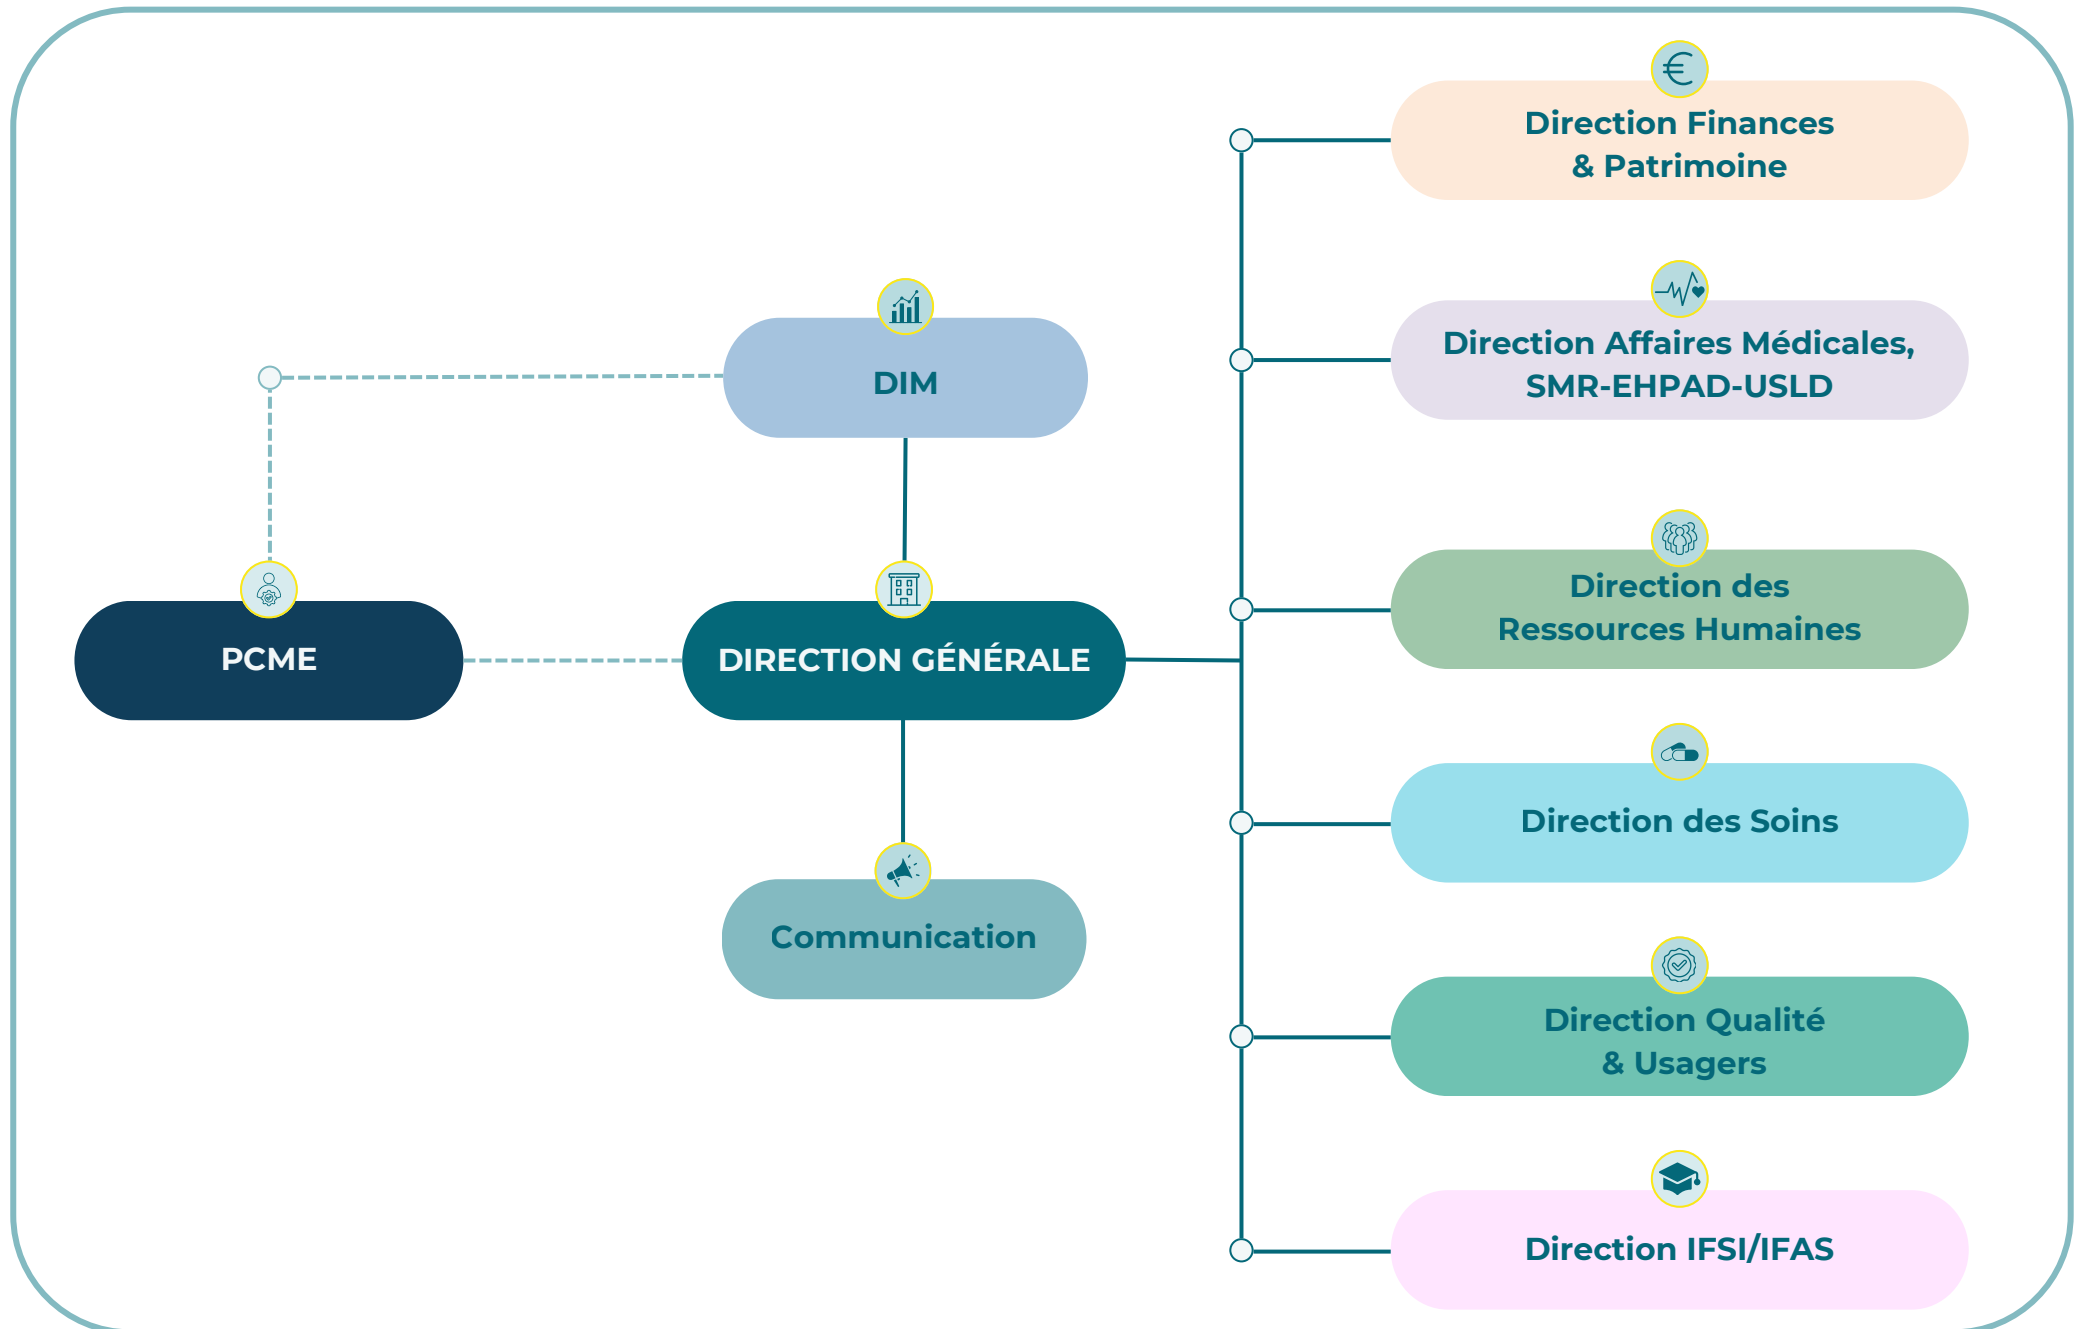 DIM
PCME
DIRECTION GÉNÉRALE
Communication
Direction Finances
& Patrimoine
Direction Affaires Médicales,
SMR-EHPAD-USLD
Direction des
Ressources Humaines
Direction des Soins
Direction Qualité
& Usagers
Direction IFSI/IFAS